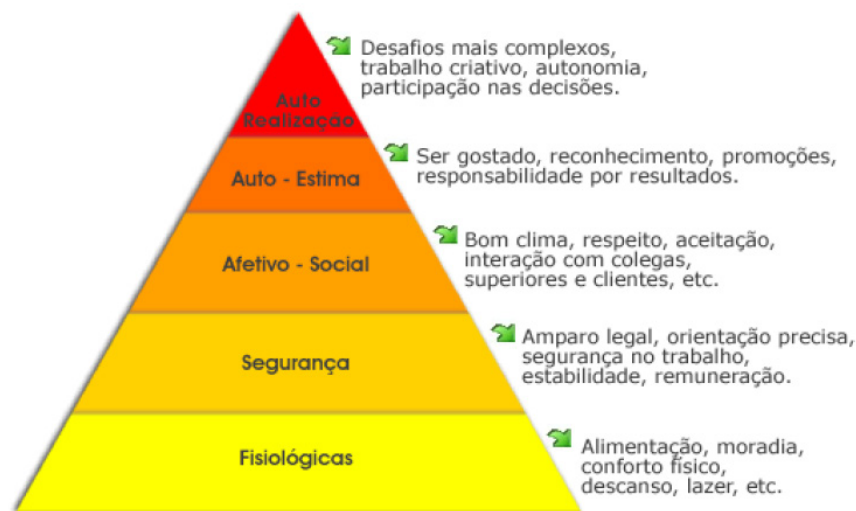 Desafios mais complexos,
trabalho criativo, autonomia,
participação nas decisões.
Auto
Realização
Ser gostado, reconhecimento, promoções,
responsabilidade por resultados.
Auto - Estima
Bom clima, respeito, aceitação,
interação com colegas,
superiores e clientes, etc.
Afetivo - Social
Amparo legal, orientação precisa,
segurança no trabalho,
estabilidade, remuneração.
Segurança
Alimentação, moradia,
conforto físico,
descanso, lazer, etc.
Fisiológicas